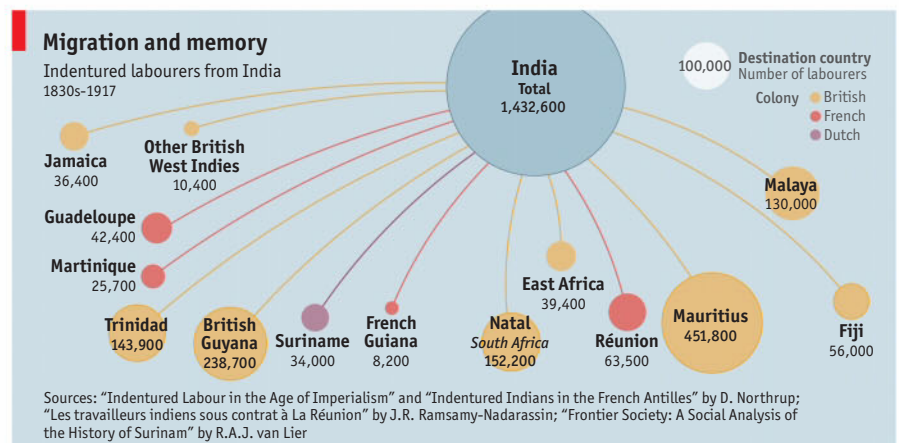 Migration and memory
Indentured labourers from India
1830s-1917
India
Total
1,432,600
100,000
Destination country
Number of labourers
Colony
British
French
Dutch
Jamaica
36,400
Other British
West Indies
10,400
Guadeloupe
42,400
Martinique
25,700
Trinidad
143,900
British
Guyana
238,700
Suriname
34,000
French
Guiana
8,200
Natal
South Africa
152,200
East Africa
39,400
Réunion
63,500
Mauritius
451,800
Malaya
130,000
Fiji
56,000
Sources: “Indentured Labour in the Age of Imperialism” and “Indentured Indians in the French Antilles” by D. Northrup;
“Les travailleurs indiens sous contrat à La Réunion” by J.R. Ramsamy-Nadarassin; “Frontier Society: A Social Analysis of
the History of Surinam” by R.A.J. van Lier